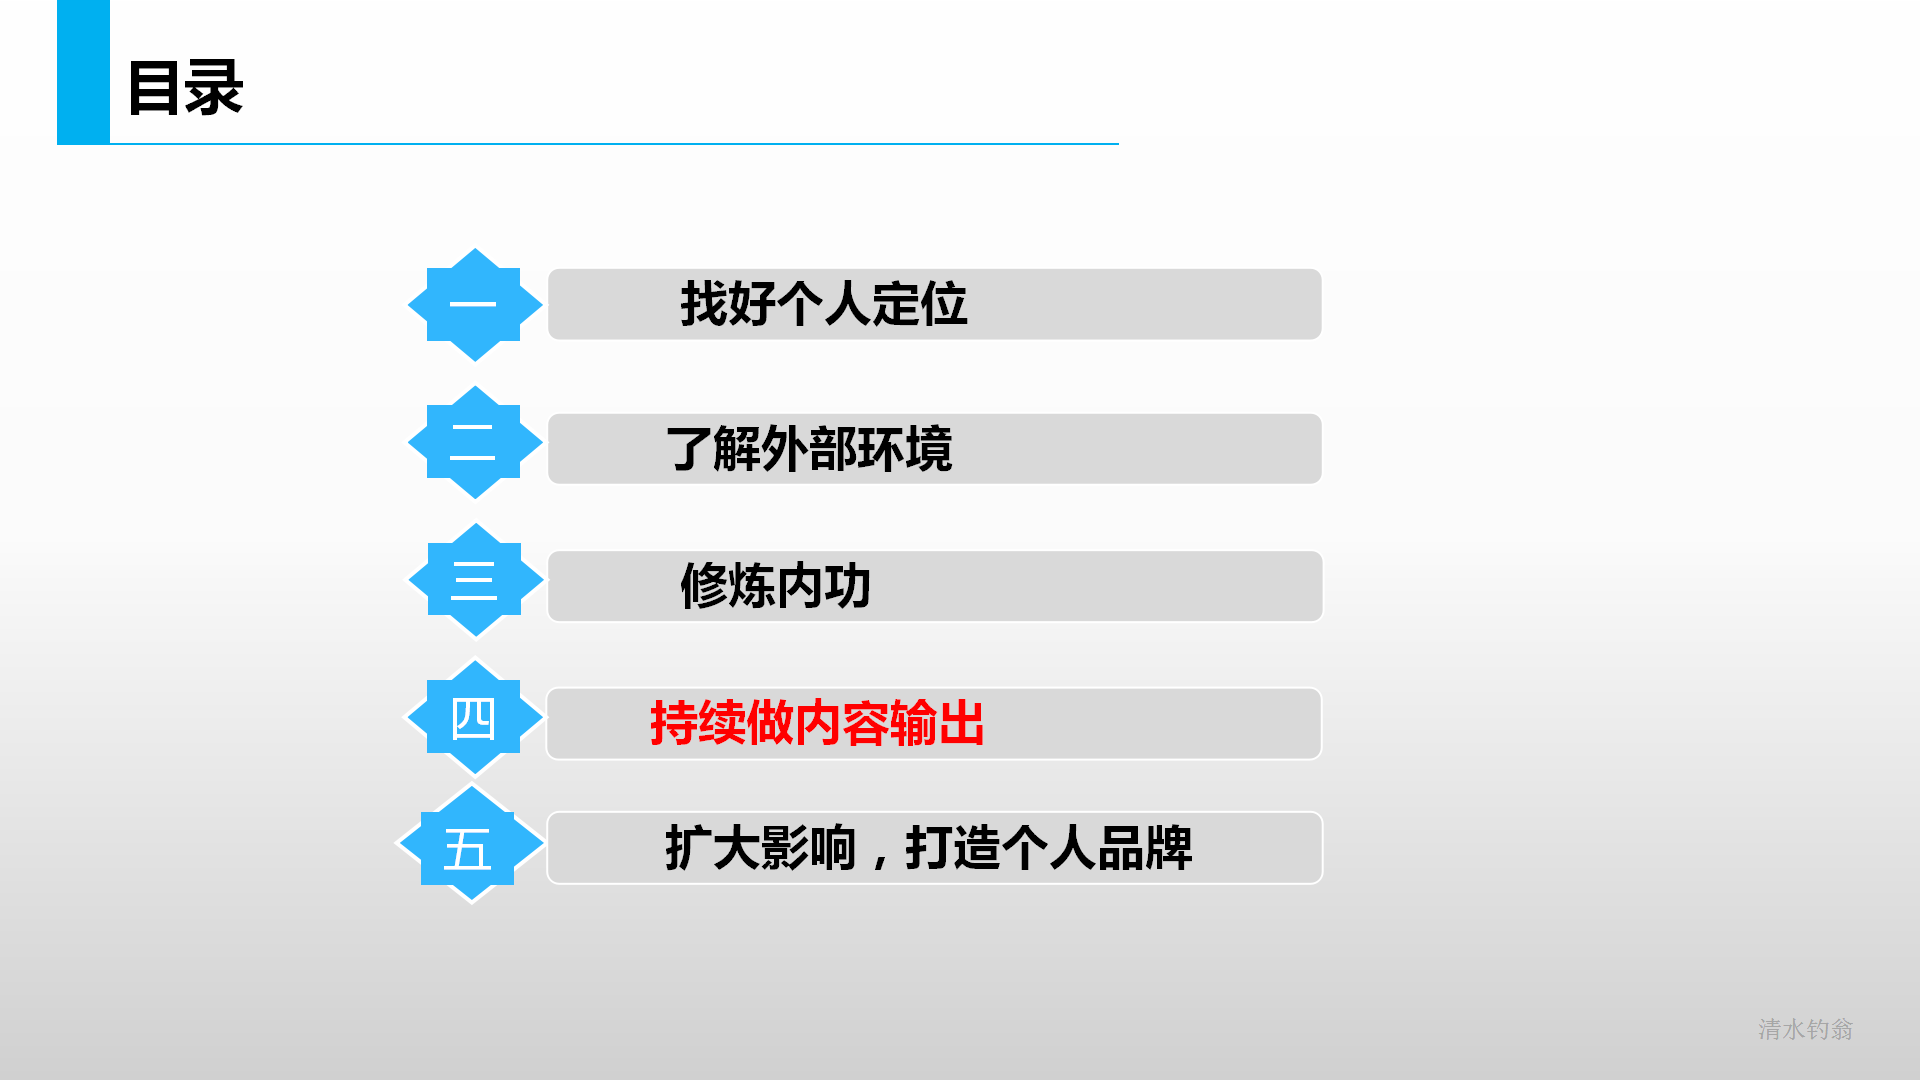 目录
一 找好个人定位
二 了解外部环境
三 修炼内功
四 持续做内容输出
五 扩大影响，打造个人品牌
清水钓翁